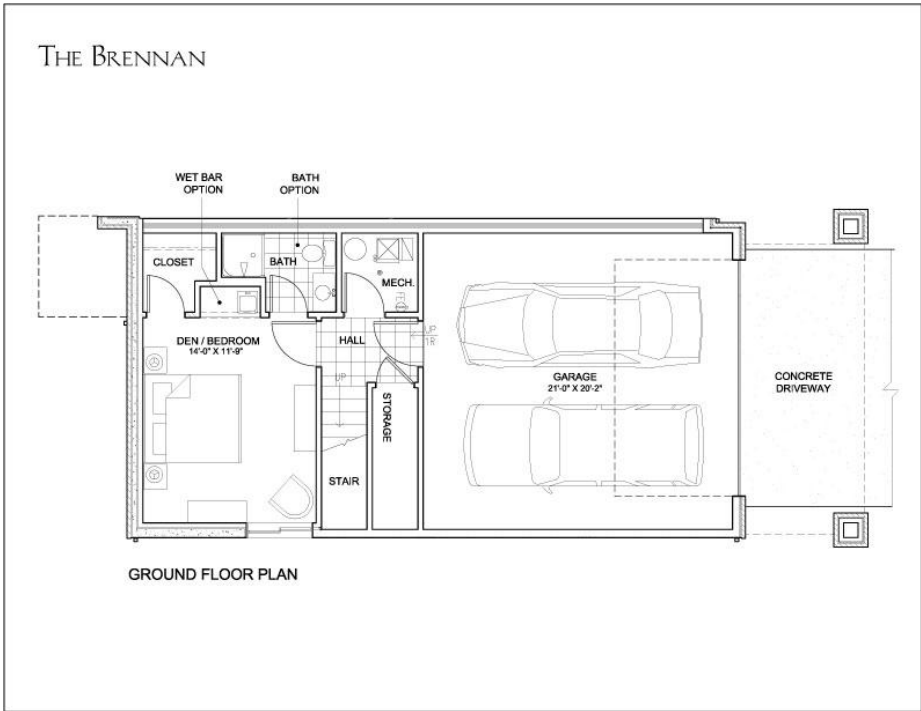 THE BRENNAN
WET BAR
OPTION
BATH
OPTION
CLOSET
BATH
MECH.
DEN / BEDROOM
14'-0" X 11'-9"
HALL
UP
1R
UP
STORAGE
STAIR
GARAGE
21'-0" X 20'-2"
CONCRETE
DRIVEWAY
GROUND FLOOR PLAN